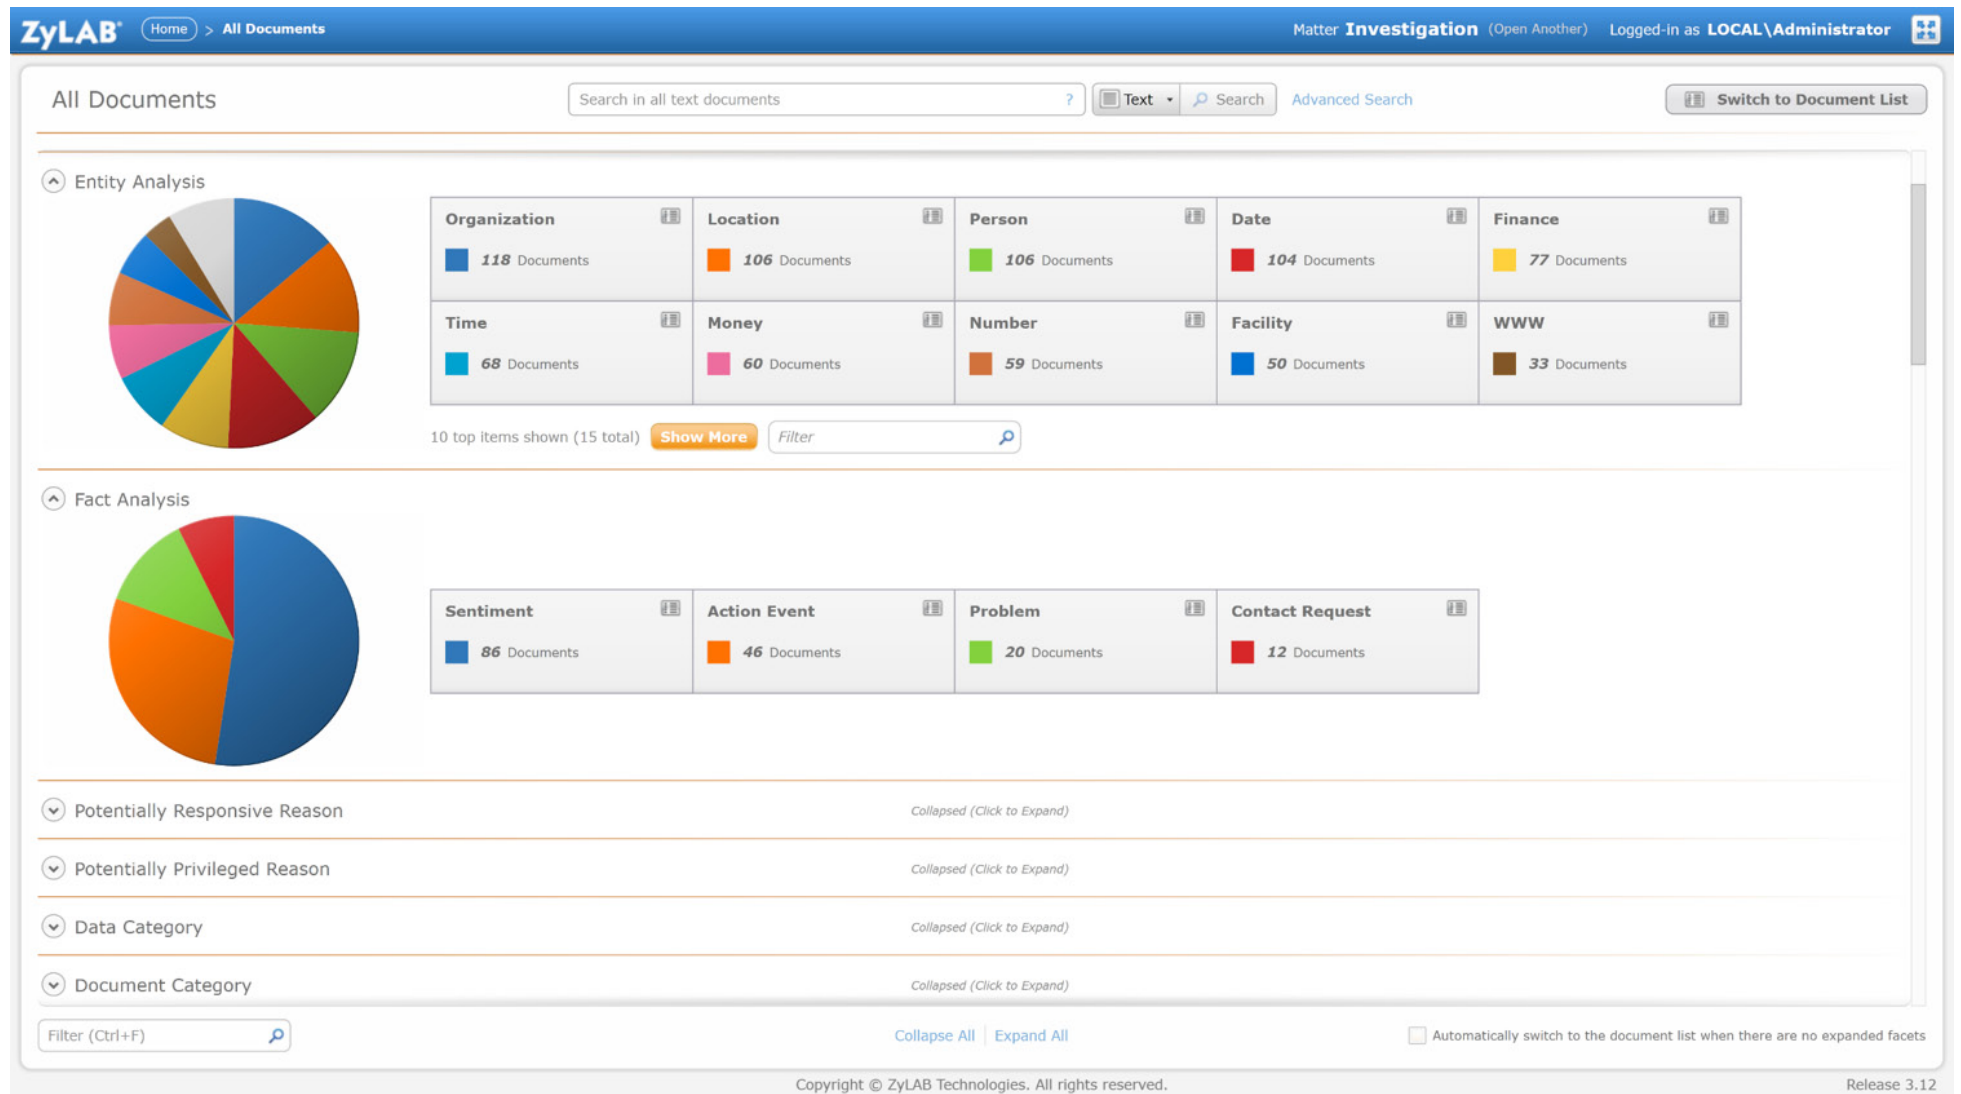 ZyLAB Home > All Documents Matter Investigation (Open Another) Logged-in as LOCAL\Administrator
All Documents Search in all text documents ? Text Search Advanced Search Switch to Document List
Entity Analysis
Organization Location Person Date Finance
118 Documents 106 Documents 106 Documents 104 Documents 77 Documents
Time Money Number Facility WWW
68 Documents 60 Documents 59 Documents 50 Documents 33 Documents
10 top items shown (15 total) Show More Filter
Fact Analysis
Sentiment Action Event Problem Contact Request
86 Documents 46 Documents 20 Documents 12 Documents
Potentially Responsive Reason Collapsed (Click to Expand)
Potentially Privileged Reason Collapsed (Click to Expand)
Data Category Collapsed (Click to Expand)
Document Category Collapsed (Click to Expand)
Filter (Ctrl+F) Collapse All Expand All Automatically switch to the document list when there are no expanded facets
Copyright © ZyLAB Technologies. All rights reserved. Release 3.12